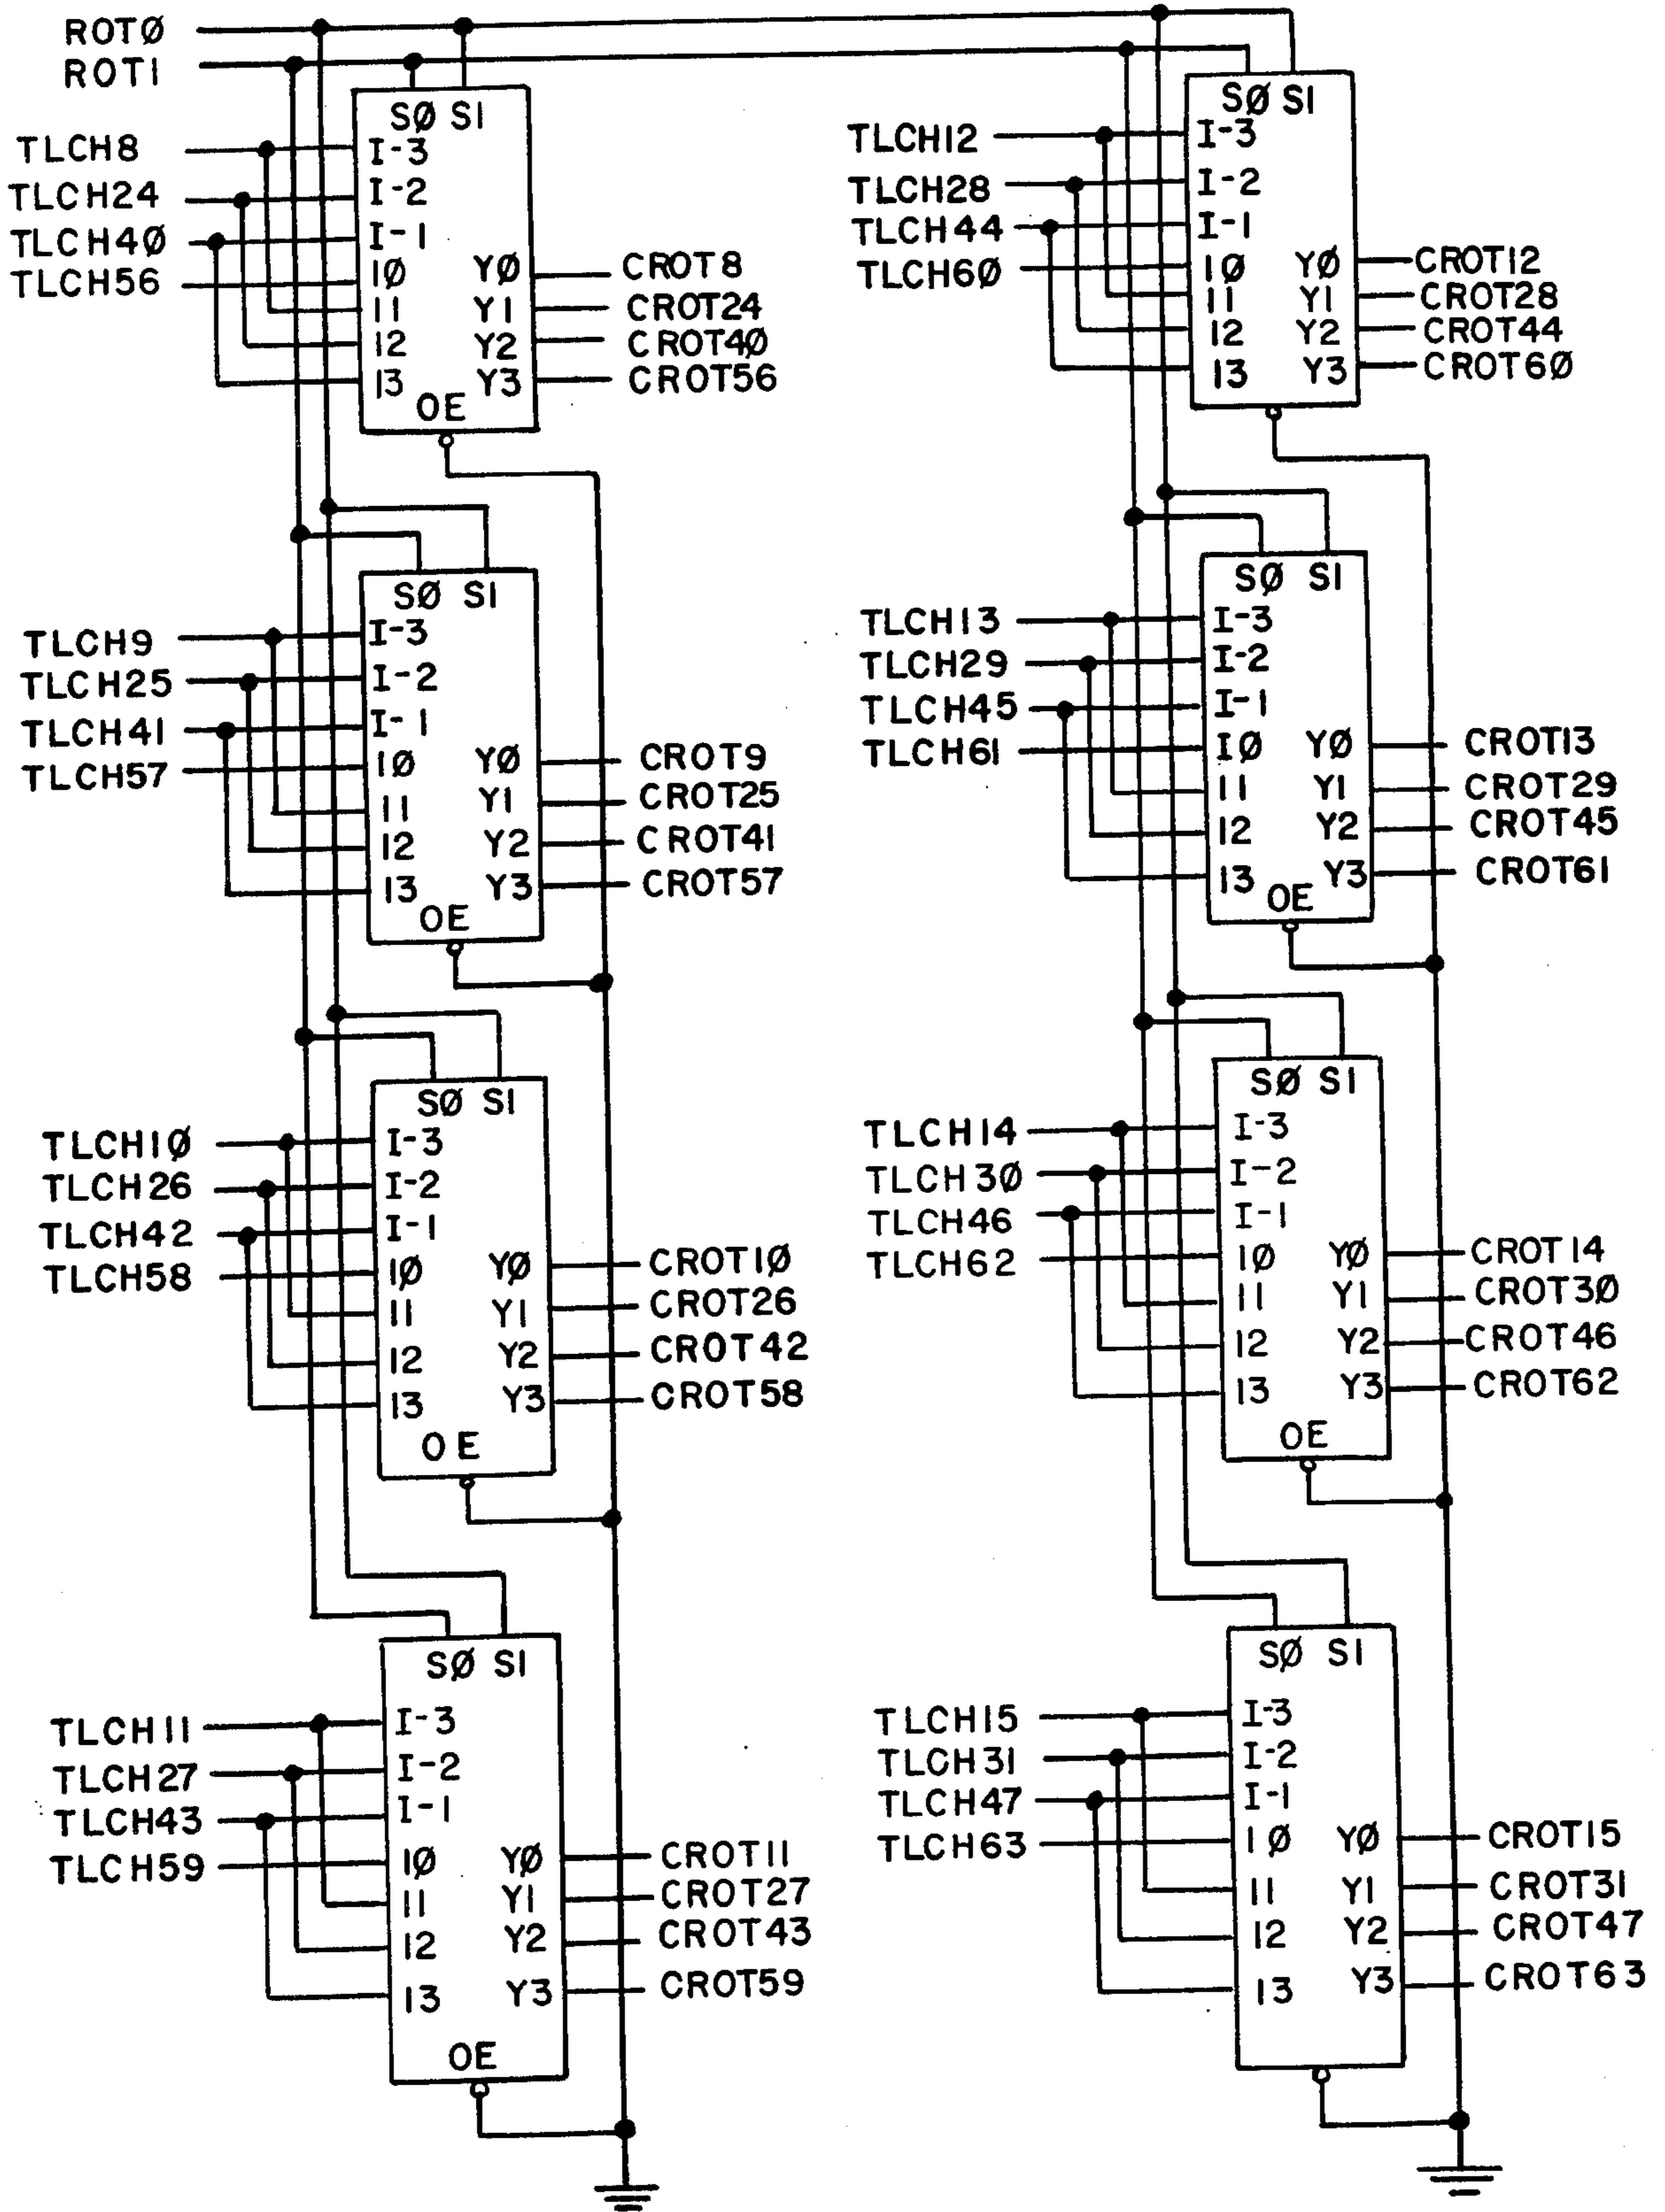 ROTØ
ROT1
SØ S1
TLCH8
I-3
TLCH24
I-2
TLCH4Ø
I-1
TLCH56
IØ
YØ
CROT8
I1
Y1
CROT24
I2
Y2
CROT4Ø
I3
Y3
CROT56
OE
SØ S1
TLCH9
I-3
TLCH25
I-2
TLCH41
I-1
TLCH57
IØ
YØ
CROT9
I1
Y1
CROT25
I2
Y2
CROT41
I3
Y3
CROT57
OE
SØ S1
TLCH1Ø
I-3
TLCH26
I-2
TLCH42
I-1
TLCH58
IØ
YØ
CROT1Ø
I1
Y1
CROT26
I2
Y2
CROT42
I3
Y3
CROT58
OE
SØ S1
TLCH11
I-3
TLCH27
I-2
TLCH43
I-1
TLCH59
IØ
YØ
CROT11
I1
Y1
CROT27
I2
Y2
CROT43
I3
Y3
CROT59
OE
SØ S1
TLCH12
I-3
TLCH28
I-2
TLCH44
I-1
TLCH6Ø
IØ
YØ
CROT12
I1
Y1
CROT28
I2
Y2
CROT44
I3
Y3
CROT6Ø
SØ S1
TLCH13
I-3
TLCH29
I-2
TLCH45
I-1
TLCH61
IØ
YØ
CROT13
I1
Y1
CROT29
I2
Y2
CROT45
I3
Y3
CROT61
OE
SØ S1
TLCH14
I-3
TLCH3Ø
I-2
TLCH46
I-1
TLCH62
IØ
YØ
CROT14
I1
Y1
CROT3Ø
I2
Y2
CROT46
I3
Y3
CROT62
OE
SØ S1
TLCH15
I-3
TLCH31
I-2
TLCH47
I-1
TLCH63
IØ
YØ
CROT15
I1
Y1
CROT31
I2
Y2
CROT47
I3
Y3
CROT63